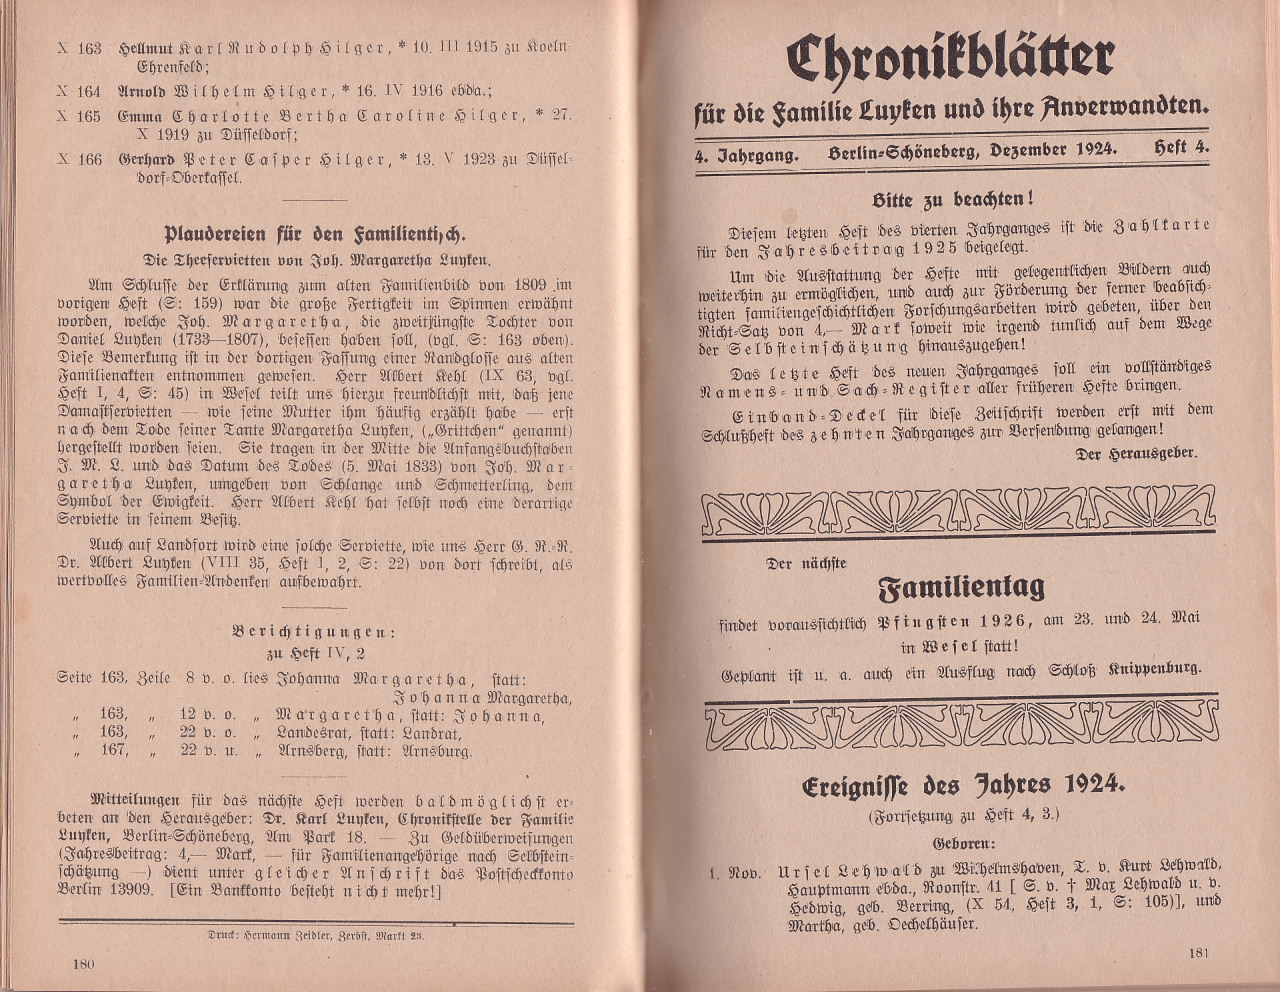 X 163 Hellmut Karl Rudolph Hilger, * 10. III 1915 zu Koeln-
Ehrenfeld;
X 164 Arnold Wilhelm Hilger, * 16. IV 1916 ebda.;
X 165 Emma Charlotte Bertha Caroline Hilger, * 27.
X 1919 zu Düsseldorf;
X 166 Gerhard Peter Casper Hilger, * 13. V 1923 zu Düssel-
dorf-Oberkassel.
Plaudereien für den Familientisch.
Die Theeservietten von Joh. Margaretha Luyken.
Am Schlusse der Erklärung zum alten Familienbild von 1809 im
vorigen Heft (S: 159) war die große Fertigkeit im Spinnen erwähnt
worden, welche Joh. Margaretha, die zweitjüngste Tochter von
Daniel Luyken (1733—1807), besessen haben soll, (vgl. S: 163 oben).
Diese Bemerkung ist in der dortigen Fassung einer Randglosse aus alten
Familienakten entnommen gewesen. Herr Albert Kehl (IX 63, vgl.
Heft I, 4, S: 45) in Wesel teilt uns hierzu freundlichst mit, daß jene
Damastservietten — wie seine Mutter ihm häufig erzählt habe — erst
nach dem Tode seiner Tante Margaretha Luyken, („Grittchen“ genannt)
hergestellt worden seien. Sie tragen in der Mitte die Anfangsbuchstaben
J. M. L. und das Datum des Todes (5. Mai 1833) von Joh. Mar-
garetha Luyken, umgeben von Schlange und Schmetterling, dem
Symbol der Ewigkeit. Herr Albert Kehl hat selbst noch eine derartige
Serviette in seinem Besitz.
Auch auf Landfort wird eine solche Serviette, wie uns Herr G. R.-R.
Dr. Albert Luyken (VIII 35, Heft I, 2, S: 22) von dort schreibt, als
wertvolles Familien-Andenken aufbewahrt.
Berichtigungen:
zu Heft IV, 2
Seite 163, Zeile 8 v. o. lies Johanna Margaretha, statt:
Johanna Margaretha,
„ 163, „ 12 v. o. „ Margaretha, statt: Johanna,
„ 163, „ 22 v. o. „ Landesrat, statt: Landrat,
„ 167, „ 22 v. u. „ Arnsberg, statt: Arnsburg.
Mitteilungen für das nächste Heft werden baldmöglichst er-
beten an den Herausgeber: Dr. Karl Luyken, Chronikstelle der Familie
Luyken, Berlin-Schöneberg, Am Park 18. — Zu Geldüberweisungen
(Jahresbeitrag: 4,— Mark, — für Familienangehörige nach Selbstein-
schätzung —) dient unter gleicher Anschrift das Postscheckkonto
Berlin 13909. [Ein Bankkonto besteht nicht mehr!]
Druck: Hermann Zeidler, Zerbst, Markt 23.
180
Chronikblätter
für die Familie Luyken und ihre Anverwandten.
4. Jahrgang. Berlin-Schöneberg, Dezember 1924. Heft 4.
Bitte zu beachten!
Diesem letzten Heft des vierten Jahrganges ist die Zahlkarte
für den Jahresbeitrag 1925 beigelegt.
Um die Ausstattung der Hefte mit gelegentlichen Bildern auch
weiterhin zu ermöglichen, und auch zur Förderung der ferner beabsich-
tigten familiengeschichtlichen Forschungsarbeiten wird gebeten, über den
Richt-Satz von 4,— Mark soweit wie irgend tunlich auf dem Wege
der Selbsteinschätzung hinauszugehen!
Das letzte Heft des neuen Jahrganges soll ein vollständiges
Namens- und Sach-Register aller früheren Hefte bringen.
Einband-Deckel für diese Zeitschrift werden erst mit dem
Schlußheft des zehnten Jahrganges zur Versendung gelangen!
Der Herausgeber.
Der nächste
Familientag
findet voraussichtlich Pfingsten 1926, am 23. und 24. Mai
in Wesel statt!
Geplant ist u. a. auch ein Ausflug nach Schloß Knippenburg.
Ereignisse des Jahres 1924.
(Fortsetzung zu Heft 4, 3.)
Geboren:
1. Nov. Ursel Lehwald zu Wilhelmshaven, T. v. Kurt Lehwald,
Hauptmann ebda., Roonstr. 41 [ S. v. † Max Lehwald u. v.
Hedwig, geb. Berring, (X 54, Heft 3, 1, S: 105)], und
Martha, geb. Oechelhäuser.
181